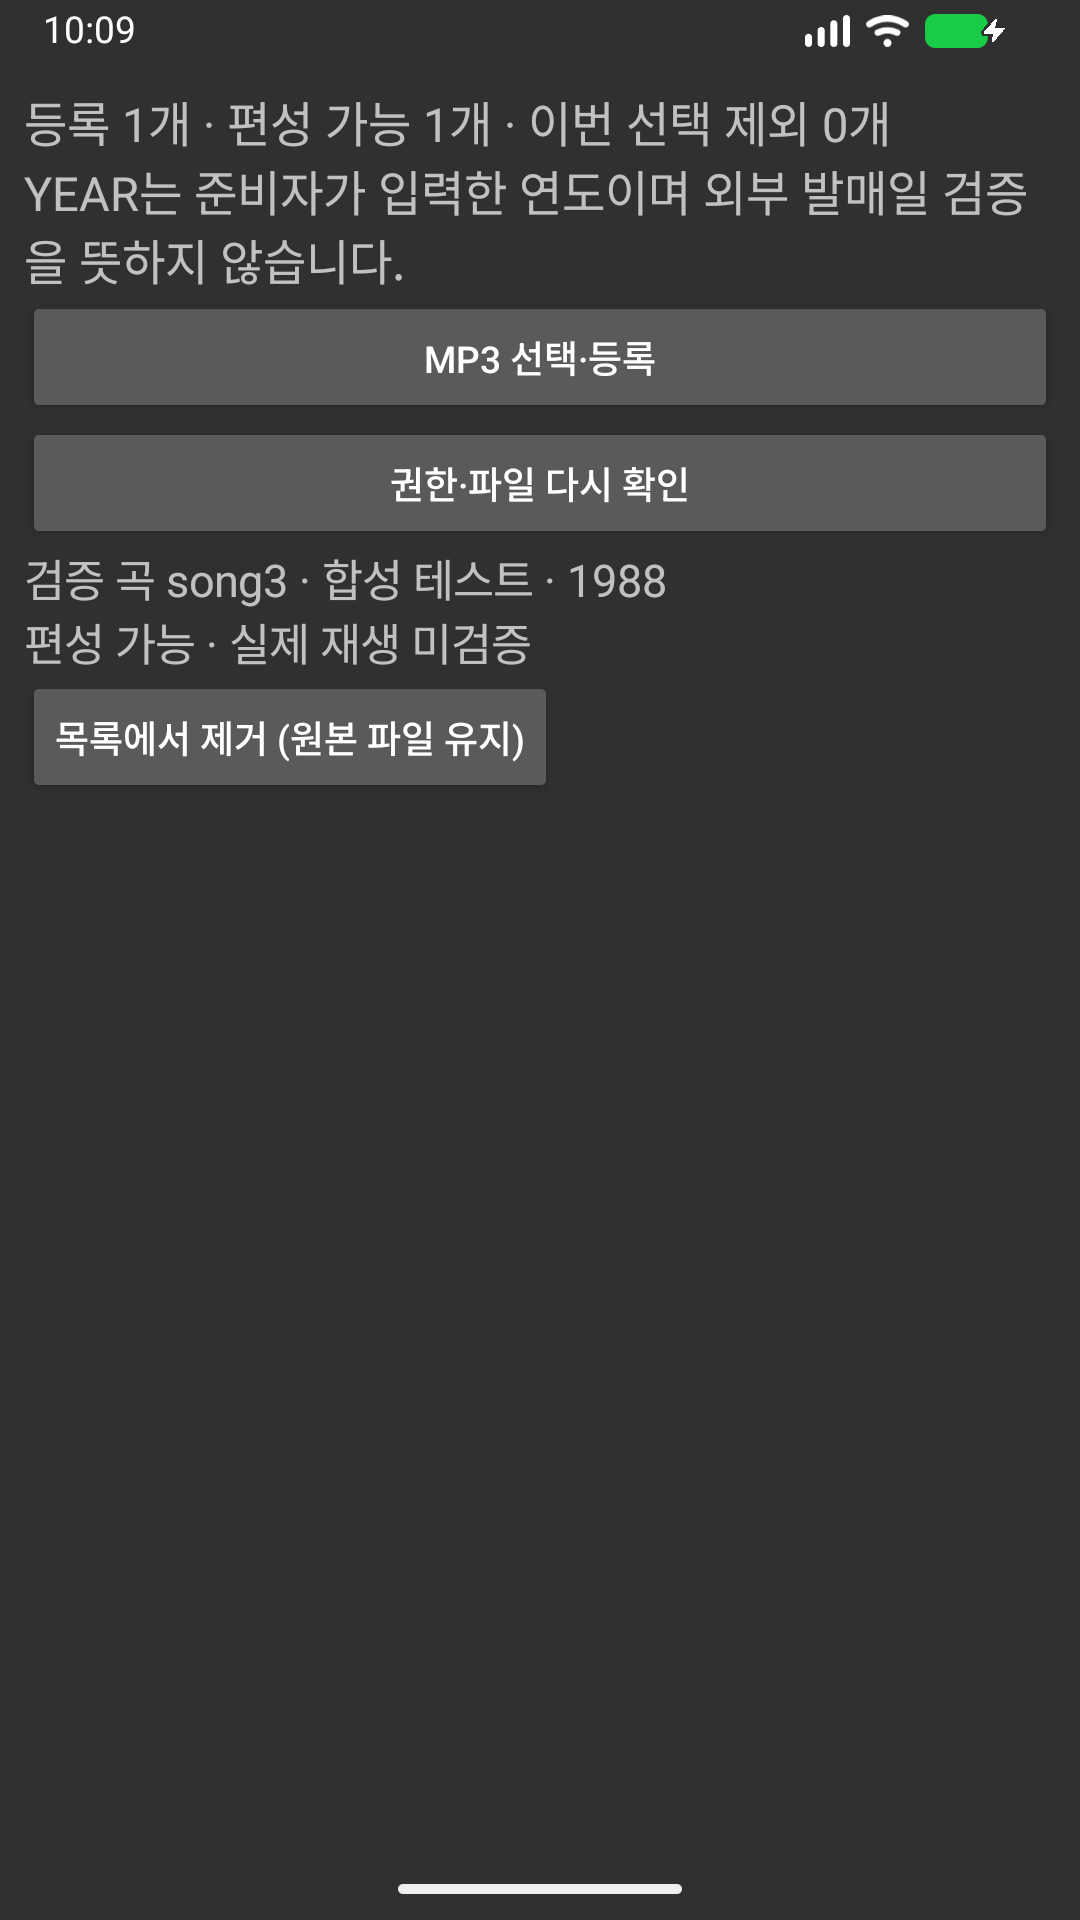 10:09
등록 1개 · 편성 가능 1개 · 이번 선택 제외 0개
YEAR는 준비자가 입력한 연도이며 외부 발매일 검증
을 뜻하지 않습니다.
MP3 선택·등록
권한·파일 다시 확인
검증 곡 song3 · 합성 테스트 · 1988
편성 가능 · 실제 재생 미검증
목록에서 제거 (원본 파일 유지)